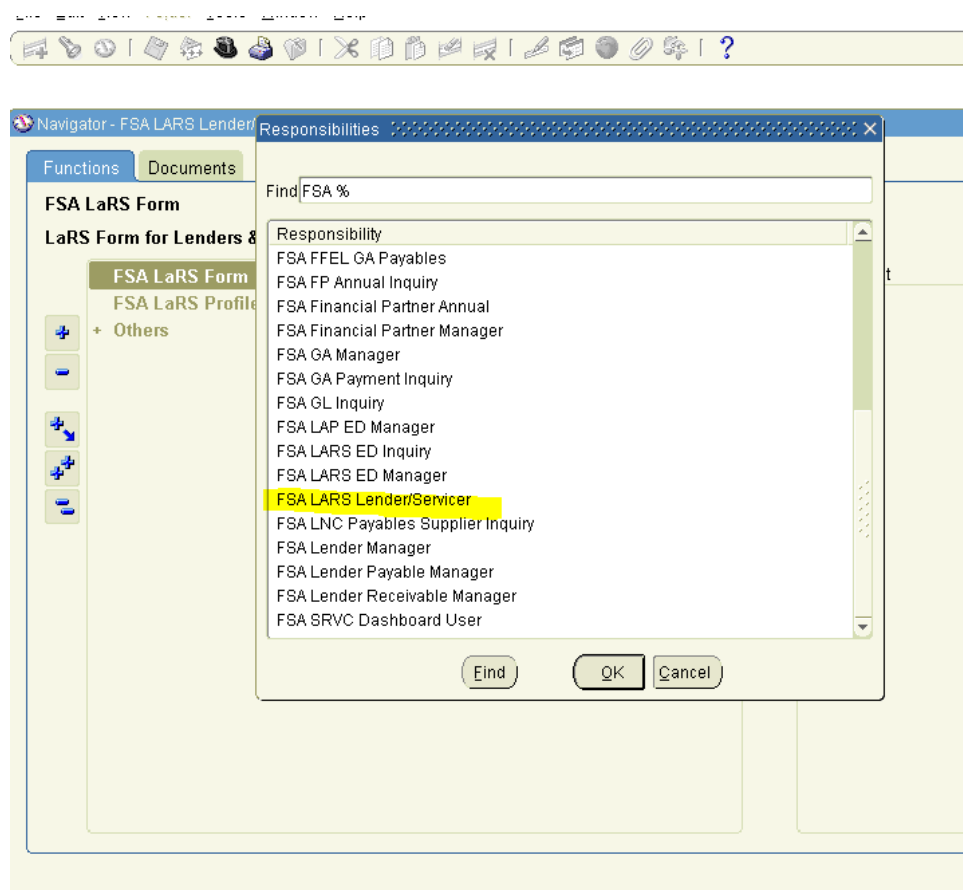 Navigator - FSA LARS Lender/
Responsibilities
Functions
Documents
Find FSA %
FSA LaRS Form
LaRS Form for Lenders &
Responsibility
FSA FFEL GA Payables
FSA LaRS Form
FSA FP Annual Inquiry
t
FSA LaRS Profile
FSA Financial Partner Annual
+ Others
FSA Financial Partner Manager
FSA GA Manager
FSA GA Payment Inquiry
FSA GL Inquiry
FSA LAP ED Manager
FSA LARS ED Inquiry
FSA LARS ED Manager
FSA LARS Lender/Servicer
FSA LNC Payables Supplier Inquiry
FSA Lender Manager
FSA Lender Payable Manager
FSA Lender Receivable Manager
FSA SRVC Dashboard User
Find
OK
Cancel